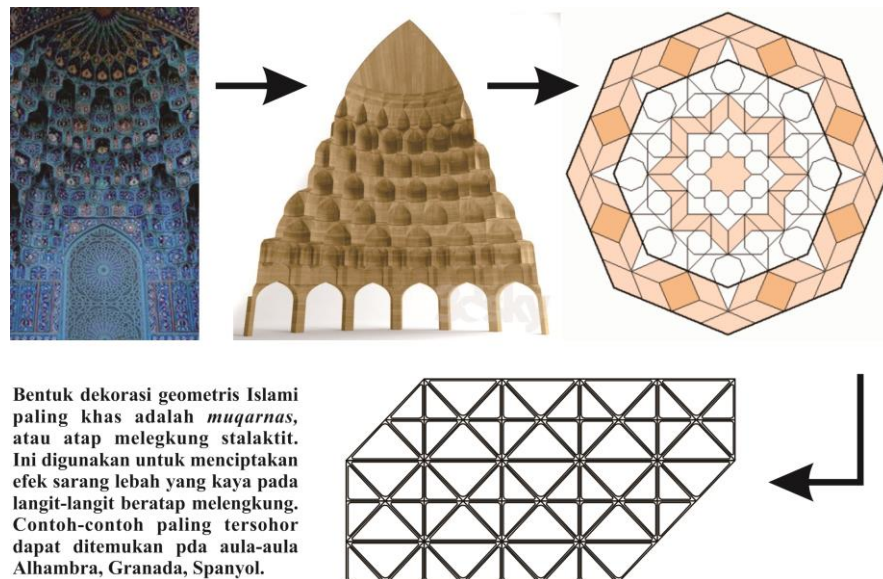 Bentuk dekorasi geometris Islami
paling khas adalah muqarnas,
atau atap melegkung stalaktit.
Ini digunakan untuk menciptakan
efek sarang lebah yang kaya pada
langit-langit beratap melengkung.
Contoh-contoh paling tersohor
dapat ditemukan pda aula-aula
Alhambra, Granada, Spanyol.